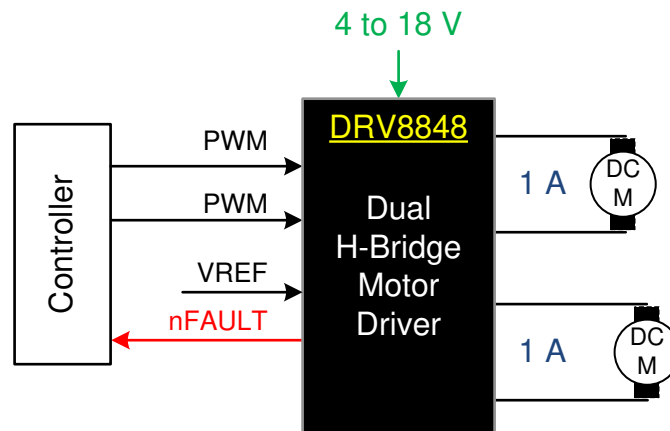 4 to 18 V
DRV8848
Controller
PWM
PWM
VREF
nFAULT
Dual
H-Bridge
Motor
Driver
1 A
DC
M
1 A
DC
M